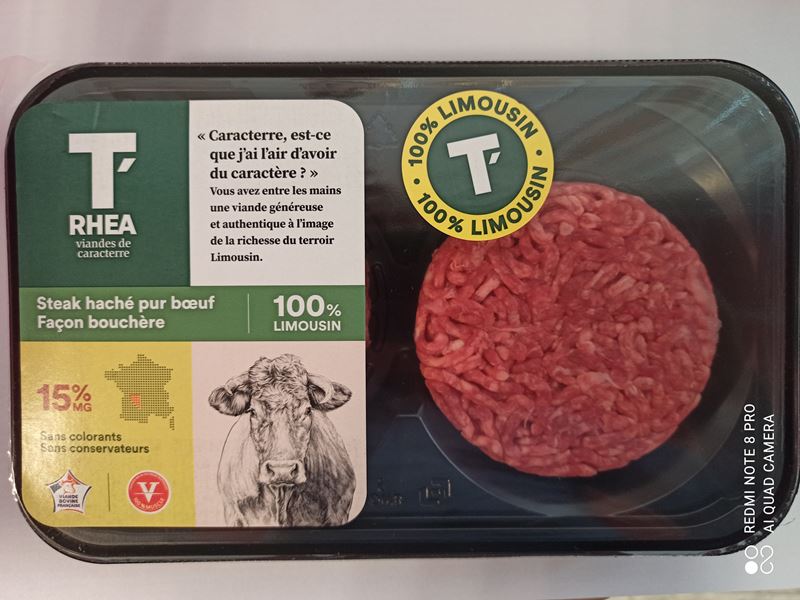 T'
RHEA
viandes de
caracterre
« Caracterre, est-ce
que j'ai l'air d'avoir
du caractère ? »
Vous avez entre les mains
une viande généreuse
et authentique à l'image
de la richesse du terroir
Limousin.
100% LIMOUSIN
T'
100% LIMOUSIN
Steak haché pur bœuf
Façon bouchère
100%
LIMOUSIN
15%
MG
Sans colorants
Sans conservateurs
VIANDE
BOVINE
FRANÇAISE
V
100% MUSCLE
REDMI NOTE 8 PRO
AI QUAD CAMERA